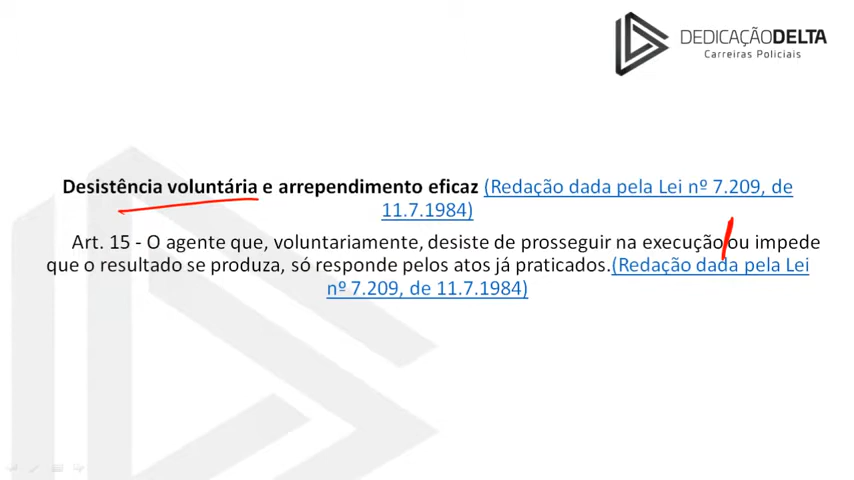 DEDICAÇÃODELTA
Carreiras Policiais
Desistência voluntária e arrependimento eficaz (Redação dada pela Lei nº 7.209, de
11.7.1984)
Art. 15 - O agente que, voluntariamente, desiste de prosseguir na execução ou impede
que o resultado se produza, só responde pelos atos já praticados.(Redação dada pela Lei
nº 7.209, de 11.7.1984)